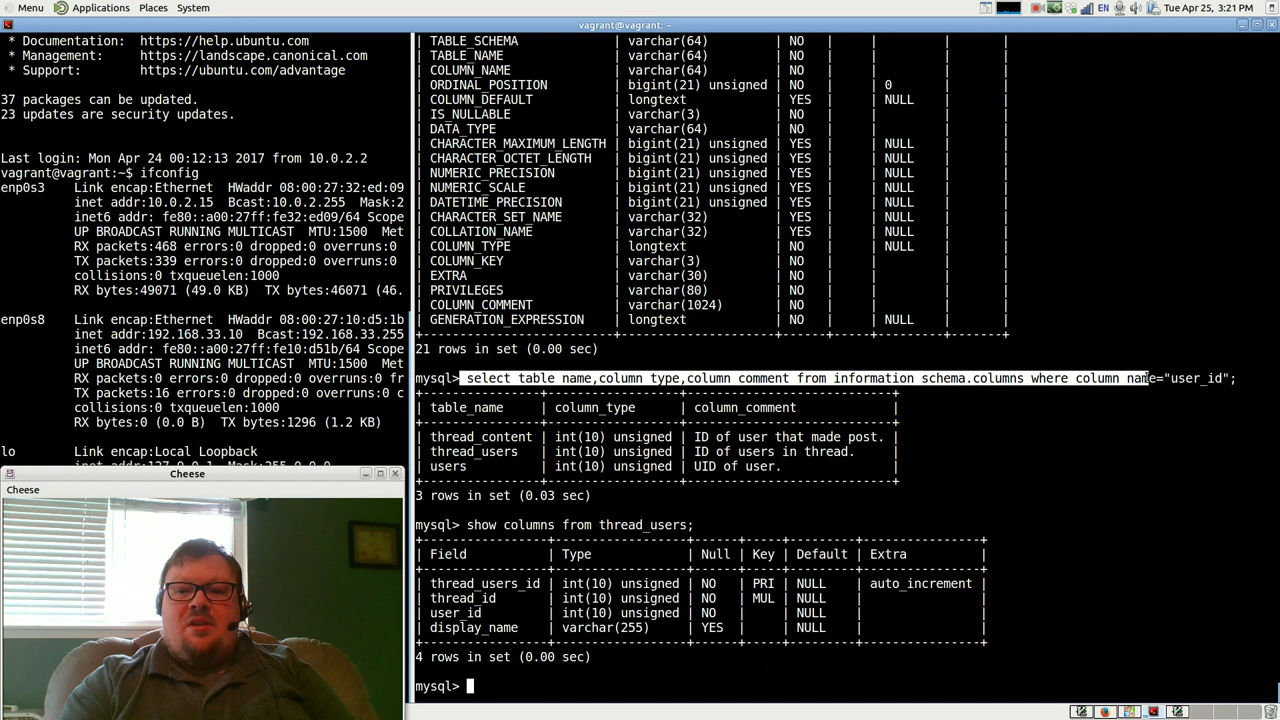 Menu Applications Places System EN Tue Apr 25, 3:21 PM
vagrant@vagrant:~
* Documentation: https://help.ubuntu.com
* Management: https://landscape.canonical.com
* Support: https://ubuntu.com/advantage
37 packages can be updated.
23 updates are security updates.
Last login: Mon Apr 24 00:12:13 2017 from 10.0.2.2
vagrant@vagrant:~$ ifconfig
enp0s3 Link encap:Ethernet HWaddr 08:00:27:32:ed:09
inet addr:10.0.2.15 Bcast:10.0.2.255 Mask:2
inet6 addr: fe80::a00:27ff:fe32:ed09/64 Scope
UP BROADCAST RUNNING MULTICAST MTU:1500 Met
RX packets:468 errors:0 dropped:0 overruns:0
TX packets:339 errors:0 dropped:0 overruns:0
collisions:0 txqueuelen:1000
RX bytes:49071 (49.0 KB) TX bytes:46071 (46.
enp0s8 Link encap:Ethernet HWaddr 08:00:27:10:d5:1b
inet addr:192.168.33.10 Bcast:192.168.33.255
inet6 addr: fe80::a00:27ff:fe10:d51b/64 Scope
UP BROADCAST RUNNING MULTICAST MTU:1500 Met
RX packets:0 errors:0 dropped:0 overruns:0 fr
TX packets:16 errors:0 dropped:0 overruns:0 c
collisions:0 txqueuelen:1000
RX bytes:0 (0.0 B) TX bytes:1296 (1.2 KB)
lo Link encap:Local Loopback
Cheese
Cheese
| TABLE_SCHEMA | varchar(64) | NO | | | |
| TABLE_NAME | varchar(64) | NO | | | |
| COLUMN_NAME | varchar(64) | NO | | | |
| ORDINAL_POSITION | bigint(21) unsigned | NO | | 0 | |
| COLUMN_DEFAULT | longtext | YES | | NULL | |
| IS_NULLABLE | varchar(3) | NO | | | |
| DATA_TYPE | varchar(64) | NO | | | |
| CHARACTER_MAXIMUM_LENGTH | bigint(21) unsigned | YES | | NULL | |
| CHARACTER_OCTET_LENGTH | bigint(21) unsigned | YES | | NULL | |
| NUMERIC_PRECISION | bigint(21) unsigned | YES | | NULL | |
| NUMERIC_SCALE | bigint(21) unsigned | YES | | NULL | |
| DATETIME_PRECISION | bigint(21) unsigned | YES | | NULL | |
| CHARACTER_SET_NAME | varchar(32) | YES | | NULL | |
| COLLATION_NAME | varchar(32) | YES | | NULL | |
| COLUMN_TYPE | longtext | NO | | NULL | |
| COLUMN_KEY | varchar(3) | NO | | | |
| EXTRA | varchar(30) | NO | | | |
| PRIVILEGES | varchar(80) | NO | | | |
| COLUMN_COMMENT | varchar(1024) | NO | | | |
| GENERATION_EXPRESSION | longtext | NO | | NULL | |
21 rows in set (0.00 sec)
mysql> select table_name,column_type,column_comment from information_schema.columns where column_name="user_id";
| table_name | column_type | column_comment |
| thread_content | int(10) unsigned | ID of user that made post. |
| thread_users | int(10) unsigned | ID of users in thread. |
| users | int(10) unsigned | UID of user. |
3 rows in set (0.03 sec)
mysql> show columns from thread_users;
| Field | Type | Null | Key | Default | Extra |
| thread_users_id | int(10) unsigned | NO | PRI | NULL | auto_increment |
| thread_id | int(10) unsigned | NO | MUL | NULL | |
| user_id | int(10) unsigned | NO | | NULL | |
| display_name | varchar(255) | YES | | NULL | |
4 rows in set (0.00 sec)
mysql>